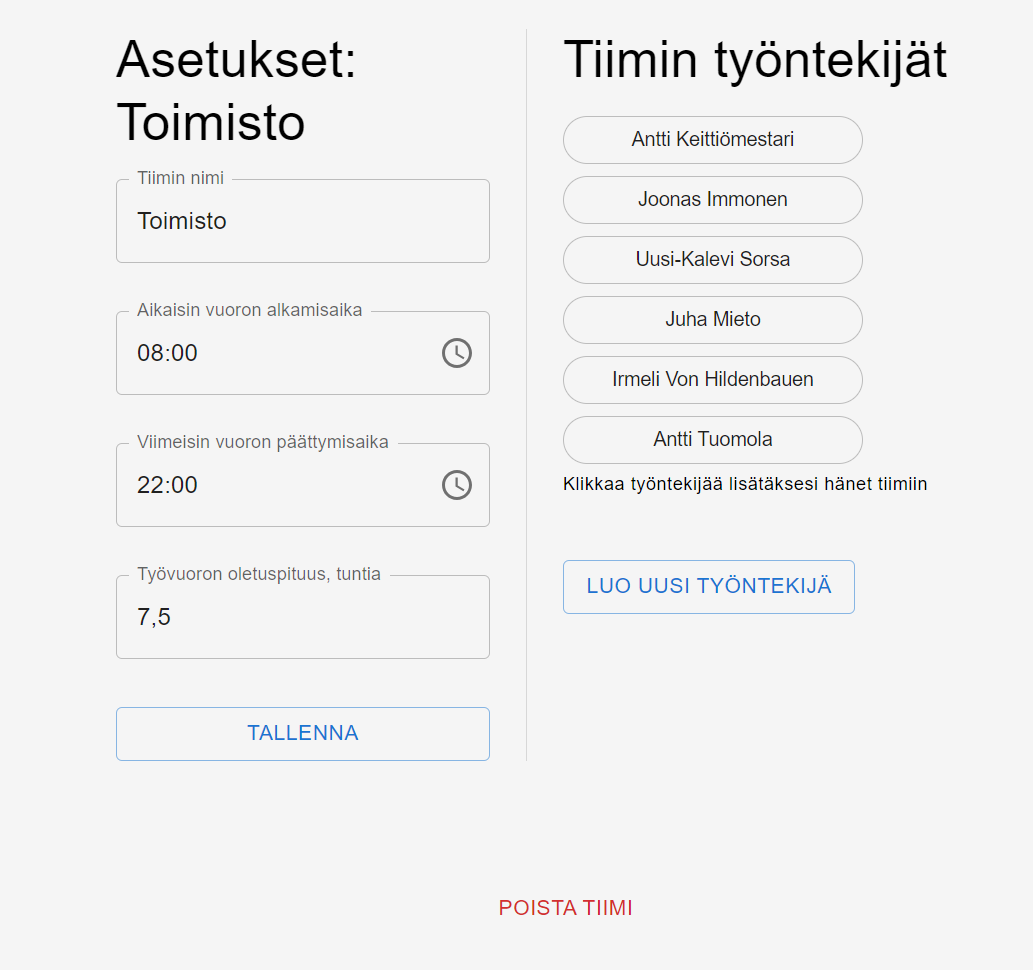 Asetukset:
Toimisto
Tiimin nimi
Toimisto
Aikaisin vuoron alkamisaika
08:00
Viimeisin vuoron päättymisaika
22:00
Työvuoron oletuspituus, tuntia
7,5
TALLENNA
Tiimin työntekijät
Antti Keittiömestari
Joonas Immonen
Uusi-Kalevi Sorsa
Juha Mieto
Irmeli Von Hildenbauen
Antti Tuomola
Klikkaa työntekijää lisätäksesi hänet tiimiin
LUO UUSI TYÖNTEKIJÄ
POISTA TIIMI